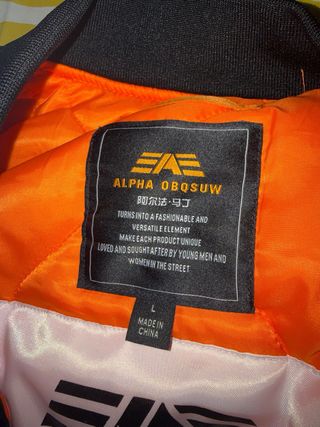 ALPHA OBQSUW
阿尔法·马丁
TURNS INTO A FASHIONABLE AND
VERSATILE ELEMENT
MAKE EACH PRODUCT UNIQUE
LOVED AND SOUGHT AFTER BY YOUNG MEN AND
WOMEN IN THE STREET
L
MADE IN
CHINA